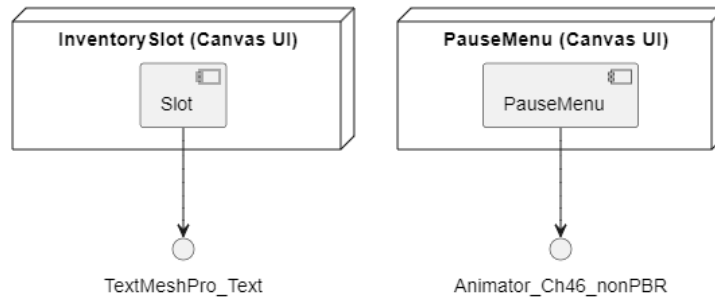 InventorySlot (Canvas UI)
Slot
TextMeshPro_Text
PauseMenu (Canvas UI)
PauseMenu
Animator_Ch46_nonPBR